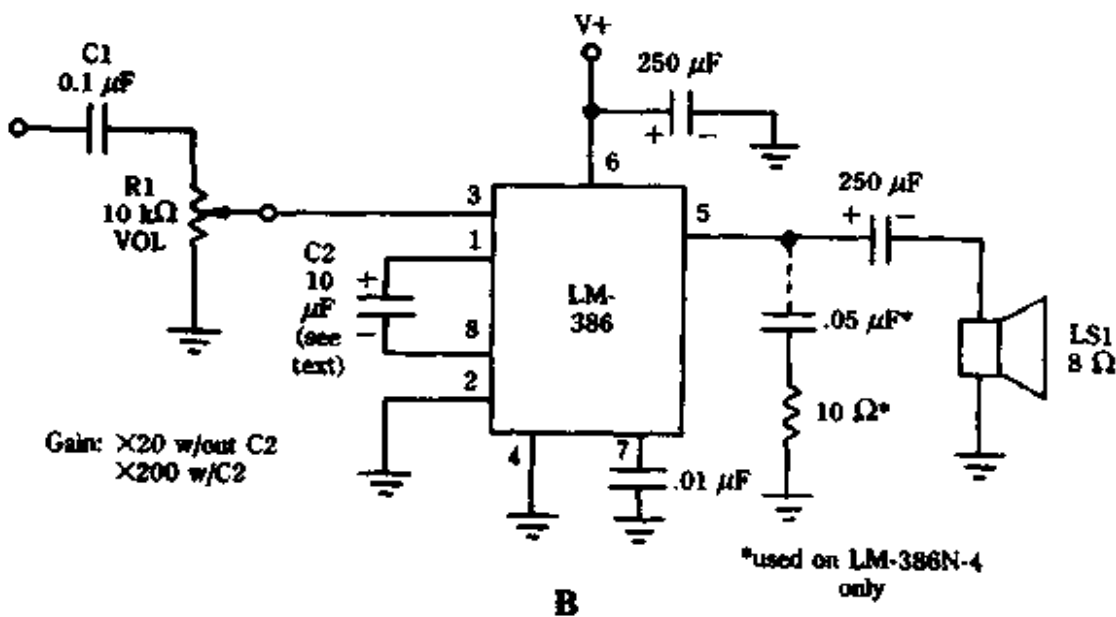 V+
C1
0.1 µF
250 µF
+ −
6
R1
10 kΩ
VOL
3
1
C2
10
µF
(see
text)
+
−
8
2
LM-
386
5
250 µF
+ −
.05 µF*
10 Ω*
LS1
8 Ω
Gain: ×20 w/out C2
×200 w/C2
4
7
.01 µF
*used on LM-386N-4
only
B